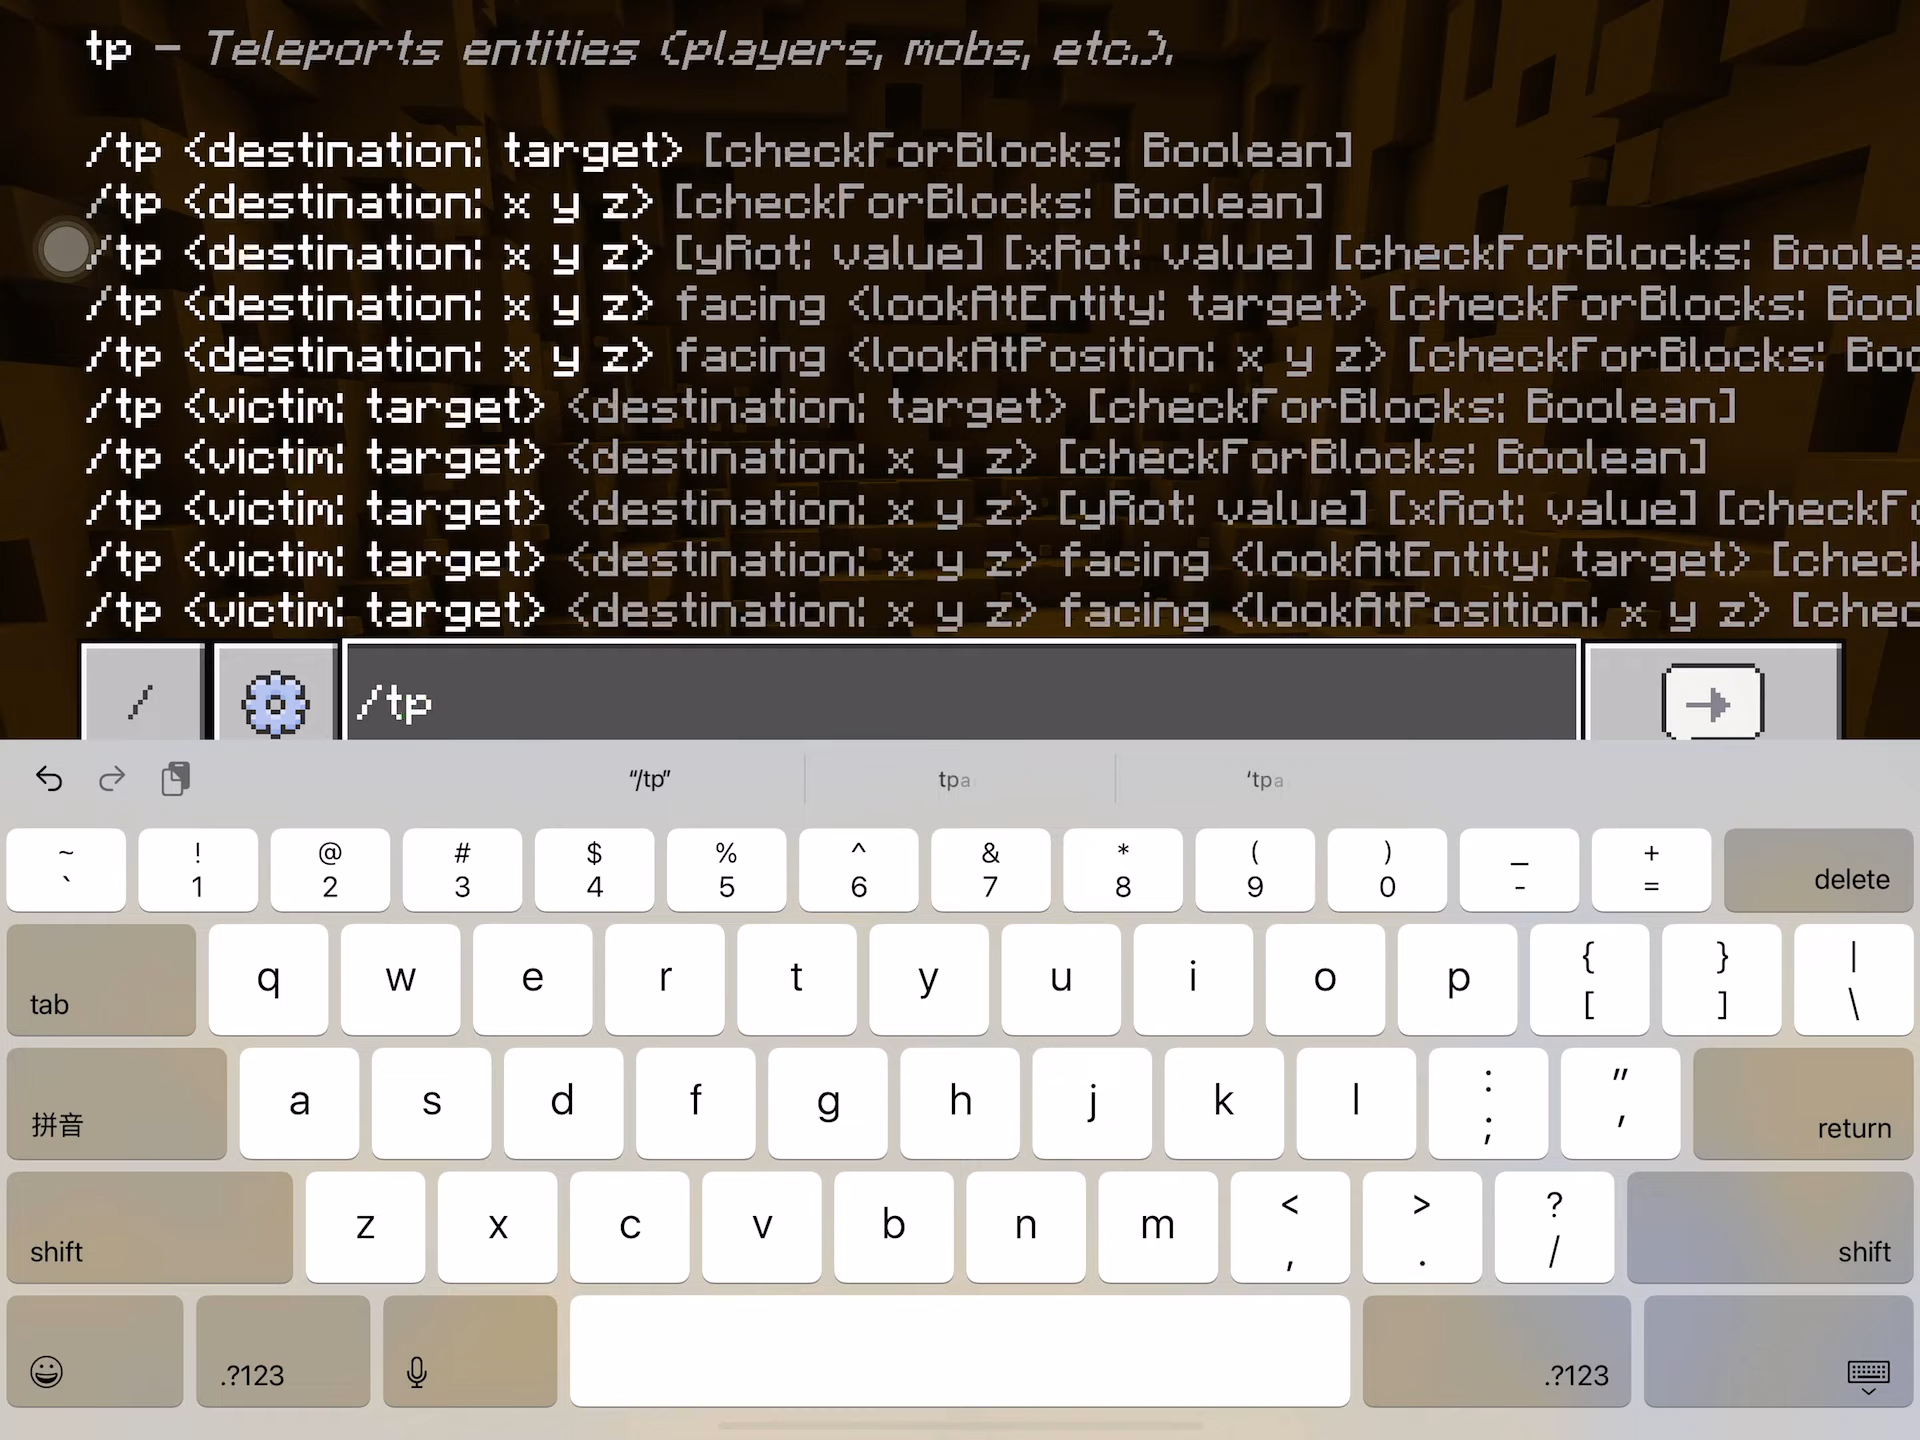 tp – Teleports entities (players, mobs, etc.).
/tp <destination: target> [checkForBlocks: Boolean]
/tp <destination: x y z> [checkForBlocks: Boolean]
/tp <destination: x y z> [yRot: value] [xRot: value] [checkForBlocks: Boolea
/tp <destination: x y z> facing <lookAtEntity: target> [checkForBlocks: Bool
/tp <destination: x y z> facing <lookAtPosition: x y z> [checkForBlocks: Boo
/tp <victim: target> <destination: target> [checkForBlocks: Boolean]
/tp <victim: target> <destination: x y z> [checkForBlocks: Boolean]
/tp <victim: target> <destination: x y z> [yRot: value] [xRot: value] [checkFo
/tp <victim: target> <destination: x y z> facing <lookAtEntity: target> [check
/tp <victim: target> <destination: x y z> facing <lookAtPosition: x y z> [chec
/ /tp
“/tp” tpa ‘tpa
~ ! @ # $ % ^ & * ( ) _ +
` 1 2 3 4 5 6 7 8 9 0 - = delete
tab q w e r t y u i o p { [ } ] | \
拼音 a s d f g h j k l : ; " ' return
shift z x c v b n m < , > . ? / shift
.?123 .?123